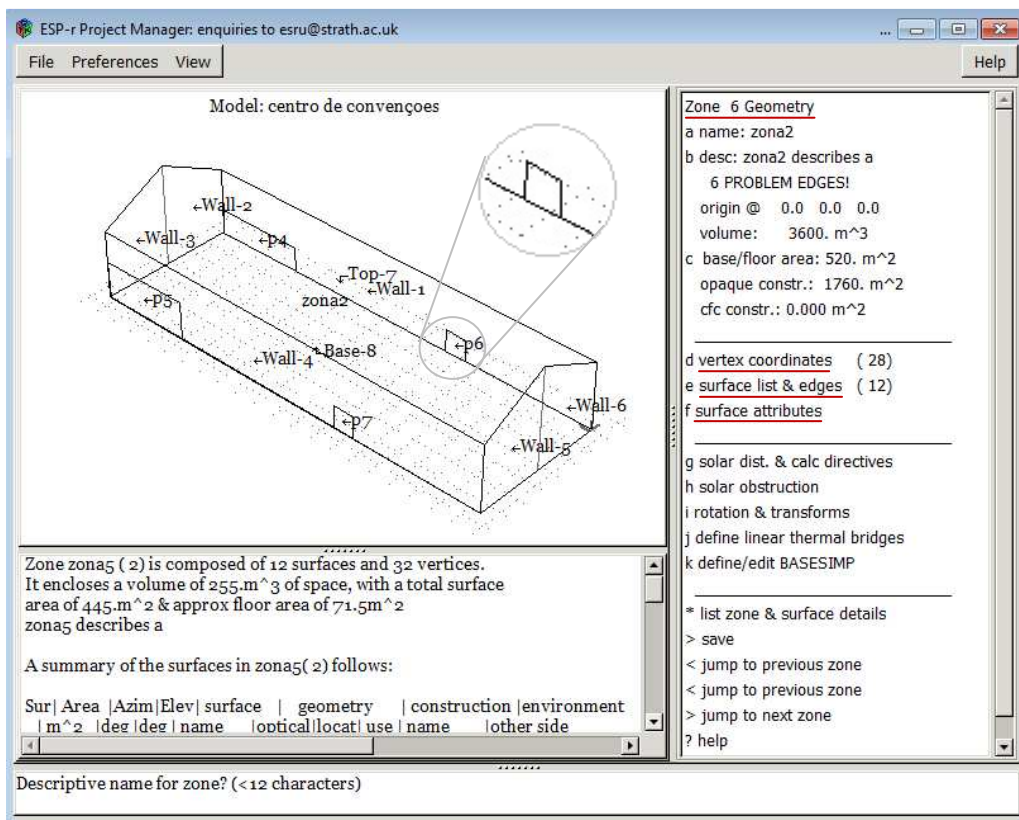 ESP-r Project Manager: enquiries to esru@strath.ac.uk ...
File Preferences View Help
Model: centro de convençoes
←Wall-2
←Wall-3
←p4
←Top-7
←Wall-1
zona2
←p5
←p6
←Base-8
←Wall-4
←Wall-6
←p7
←Wall-5
Zone 6 Geometry
a name: zona2
b desc: zona2 describes a
6 PROBLEM EDGES!
origin @ 0.0 0.0 0.0
volume: 3600. m^3
c base/floor area: 520. m^2
opaque constr.: 1760. m^2
cfc constr.: 0.000 m^2
d vertex coordinates ( 28)
e surface list & edges ( 12)
f surface attributes
g solar dist. & calc directives
h solar obstruction
i rotation & transforms
j define linear thermal bridges
k define/edit BASESIMP
* list zone & surface details
> save
< jump to previous zone
< jump to previous zone
> jump to next zone
? help
Zone zona5 ( 2) is composed of 12 surfaces and 32 vertices.
It encloses a volume of 255.m^3 of space, with a total surface
area of 445.m^2 & approx floor area of 71.5m^2
zona5 describes a
A summary of the surfaces in zona5( 2) follows:
Sur| Area |Azim|Elev| surface | geometry | construction |environment
| m^2 |deg |deg | name |optical|locat| use | name |other side
Descriptive name for zone? (<12 characters)